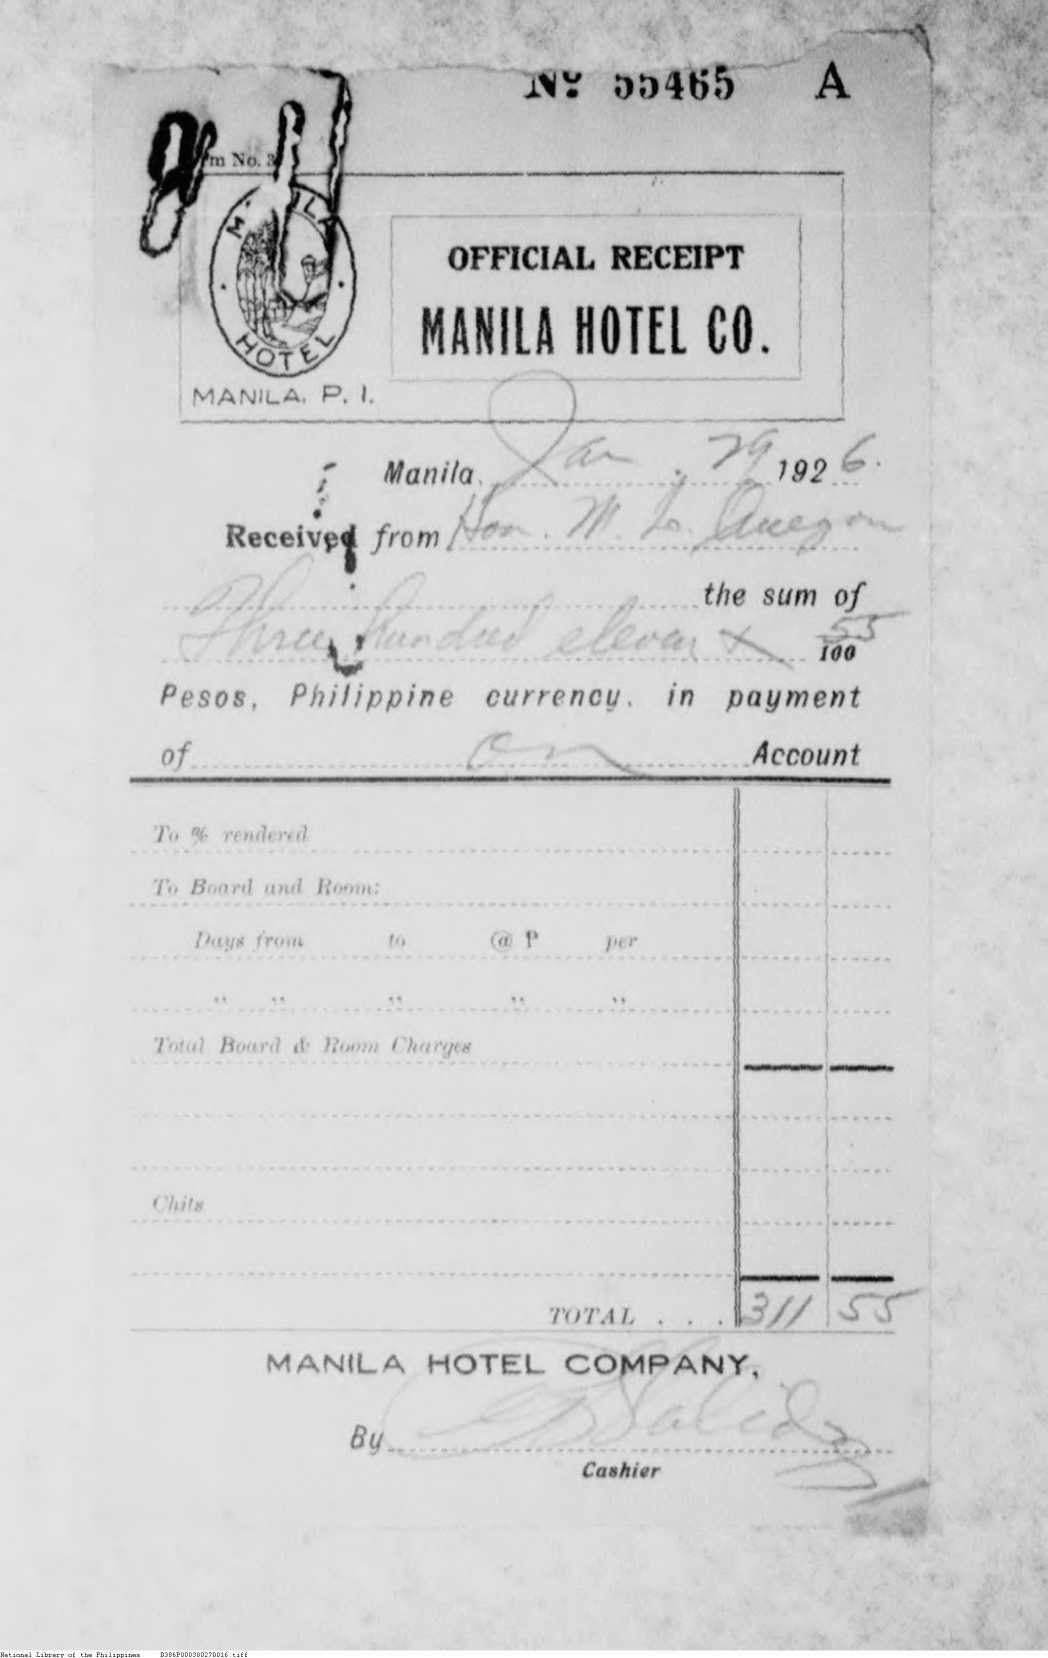 Nº 55465 A
m No. 3
MANILA
HOTEL
MANILA, P. I.
OFFICIAL RECEIPT
MANILA HOTEL CO.
Manila, Jan. 29 1926.
Received from Hon. M. L. Quezon
the sum of
Three hundred eleven x 55/100
Pesos, Philippine currency, in payment
of on Account
To % rendered
To Board and Room:
Days from to @ ₱ per
" " " " "
Total Board & Room Charges
Chits
TOTAL . . . 311 55
MANILA HOTEL COMPANY,
By
Cashier
National Library of the Philippines D386P000300270016.tiff